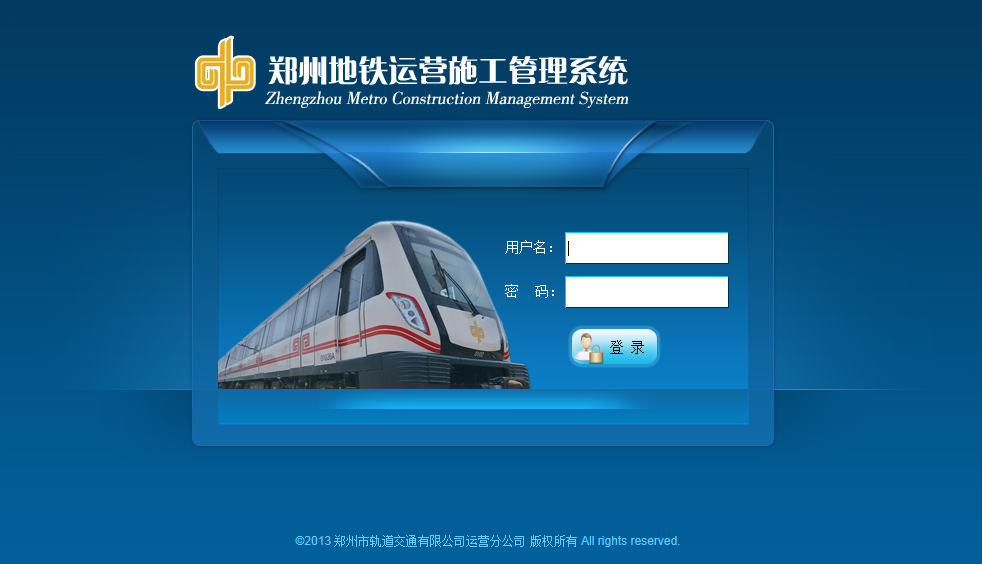 郑州地铁运营施工管理系统
Zhengzhou Metro Construction Management System
用户名：
密 码：
登 录
©2013 郑州市轨道交通有限公司运营分公司 版权所有 All rights reserved.